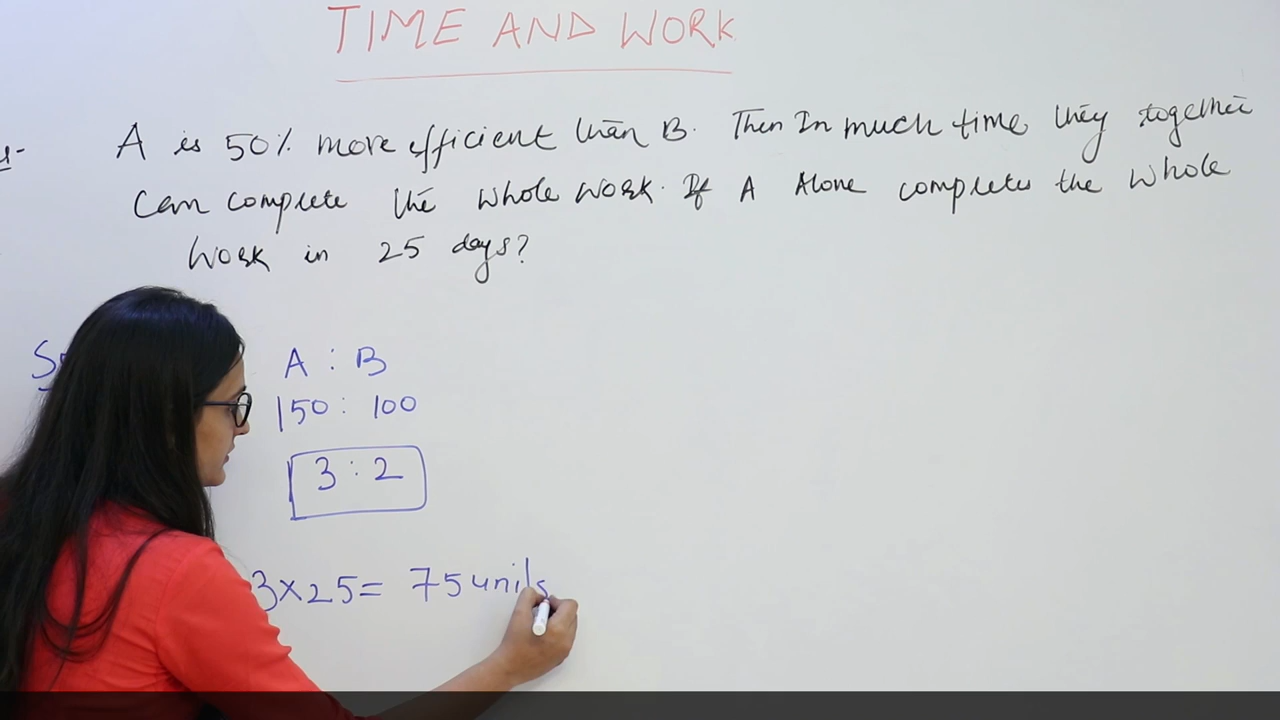 TIME AND WORK
A is 50% more efficient than B. Then In much time they together
Can complete the whole work. If A Alone complete the whole
Work in 25 days?
A : B
150 : 100
3 : 2
3×25= 75 units